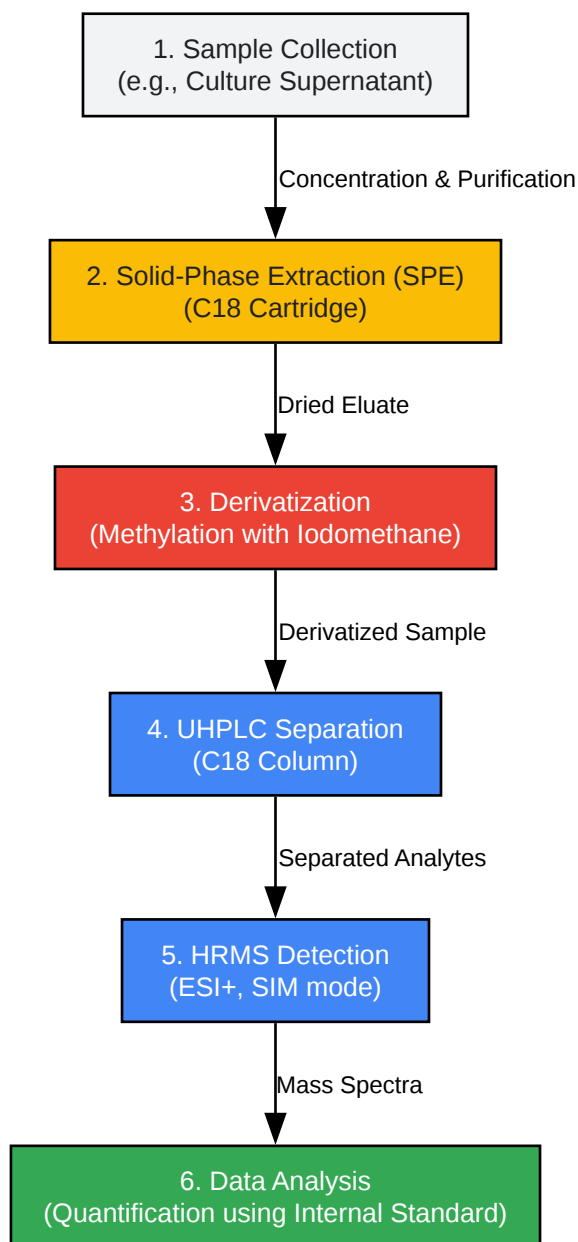 1. Sample Collection
(e.g., Culture Supernatant)
Concentration & Purification
2. Solid-Phase Extraction (SPE)
(C18 Cartridge)
Dried Eluate
3. Derivatization
(Methylation with Iodomethane)
Derivatized Sample
4. UHPLC Separation
(C18 Column)
Separated Analytes
5. HRMS Detection
(ESI+, SIM mode)
Mass Spectra
6. Data Analysis
(Quantification using Internal Standard)